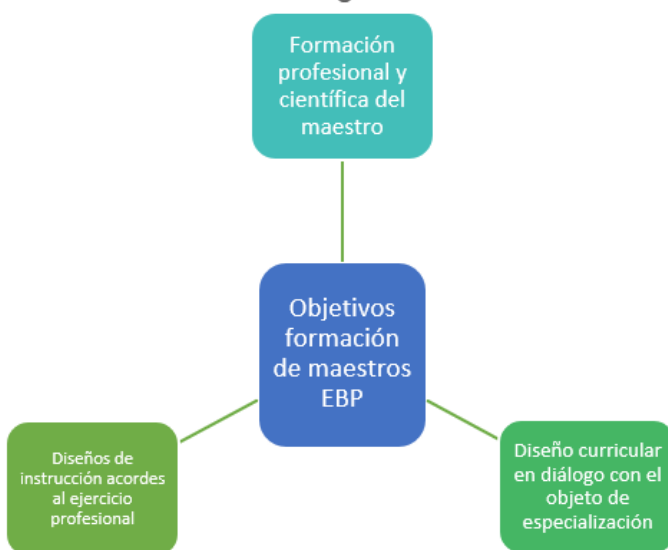 Formación
profesional y
científica del
maestro
Objetivos
formación
de maestros
EBP
Diseños de
instrucción acordes
al ejercicio
profesional
Diseño curricular
en diálogo con el
objeto de
especialización